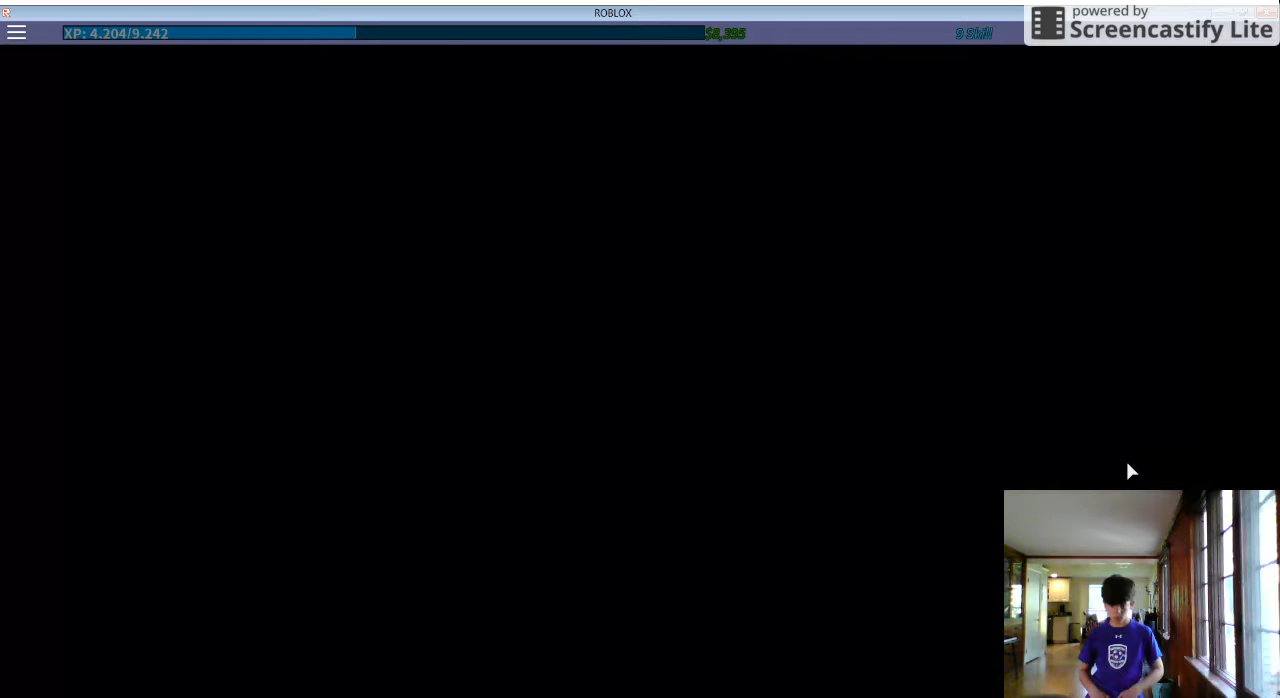 ROBLOX
XP: 4.204/9.242
$8,395
9 Skill
powered by
Screencastify Lite